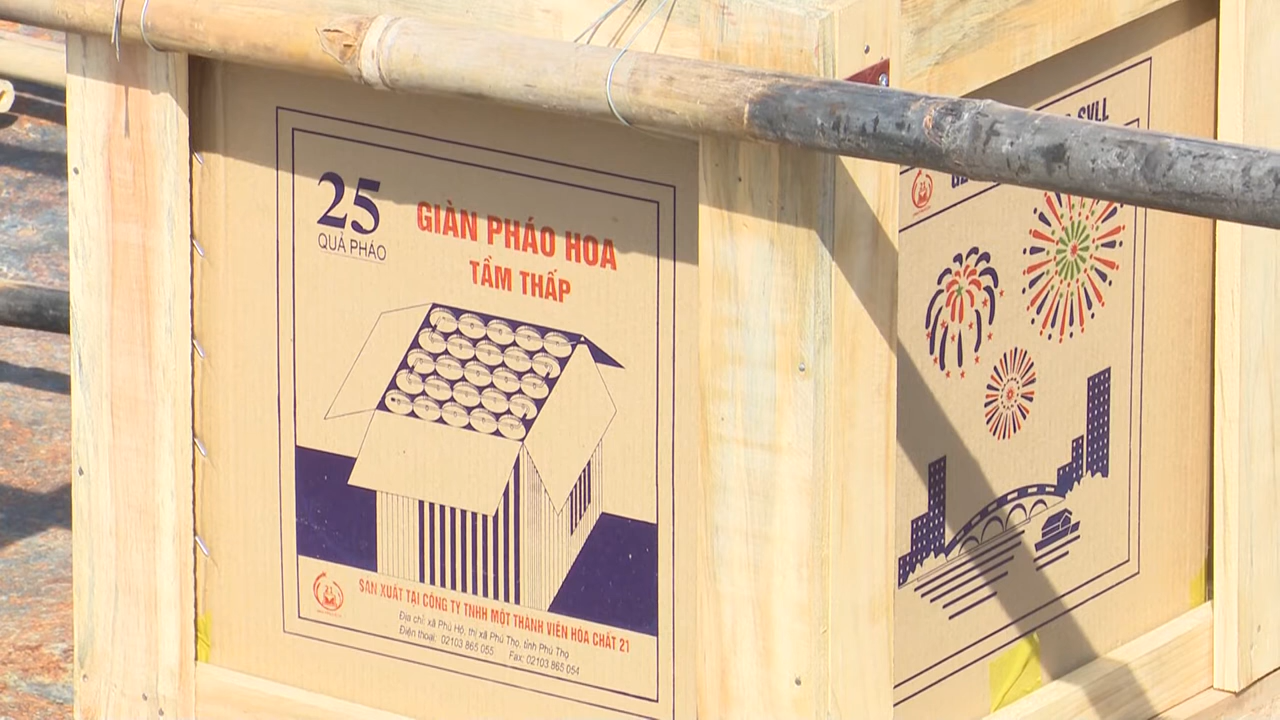 25
QUẢ PHÁO
GIÀN PHÁO HOA
TẦM THẤP
SẢN XUẤT TẠI CÔNG TY TNHH MỘT THÀNH VIÊN HÓA CHẤT 21
Địa chỉ: xã Phú Hộ, thị xã Phú Thọ, tỉnh Phú Thọ
Điện thoại: 02103 865 055 Fax: 02103 865 054
21